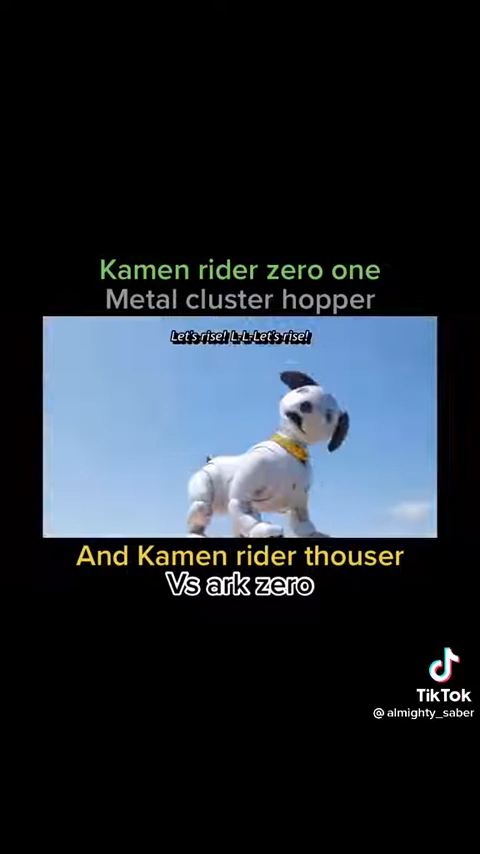 Kamen rider zero one
Metal cluster hopper
Let's rise! L-L-Let's rise!
And Kamen rider thouser
Vs ark zero
TikTok
@almighty_saber